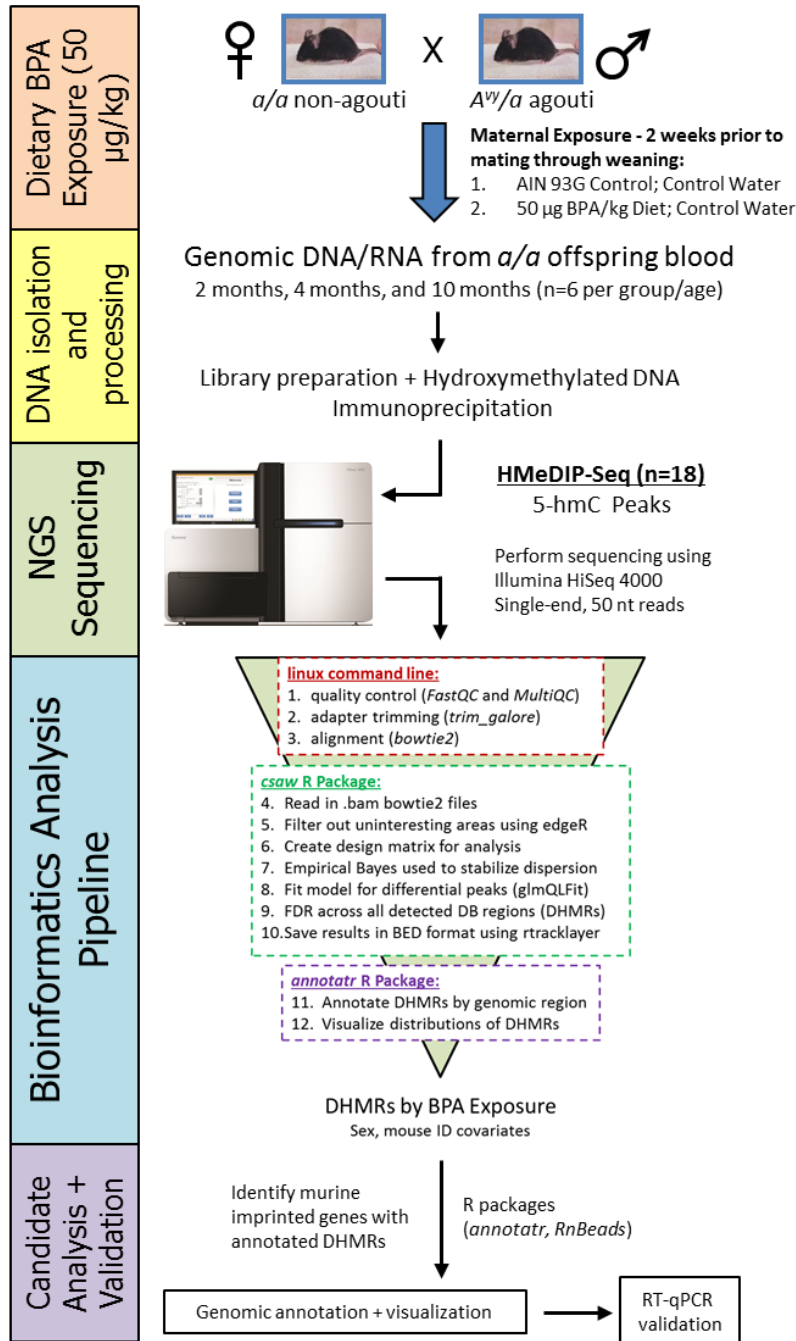 Dietary BPA
Exposure (50
µg/kg)
♀
X
♂
a/a non-agouti
Aᵛʸ/a agouti
Maternal Exposure - 2 weeks prior to
mating through weaning:
1. AIN 93G Control; Control Water
2. 50 µg BPA/kg Diet; Control Water
DNA isolation
and
processing
Genomic DNA/RNA from a/a offspring blood
2 months, 4 months, and 10 months (n=6 per group/age)
Library preparation + Hydroxymethylated DNA
Immunoprecipitation
NGS
Sequencing
HMeDIP-Seq (n=18)
5-hmC Peaks
Perform sequencing using
Illumina HiSeq 4000
Single-end, 50 nt reads
Bioinformatics Analysis
Pipeline
linux command line:
1. quality control (FastQC and MultiQC)
2. adapter trimming (trim_galore)
3. alignment (bowtie2)
csaw R Package:
4. Read in .bam bowtie2 files
5. Filter out uninteresting areas using edgeR
6. Create design matrix for analysis
7. Empirical Bayes used to stabilize dispersion
8. Fit model for differential peaks (glmQLFit)
9. FDR across all detected DB regions (DHMRs)
10.Save results in BED format using rtracklayer
annotatr R Package:
11. Annotate DHMRs by genomic region
12. Visualize distributions of DHMRs
DHMRs by BPA Exposure
Sex, mouse ID covariates
Candidate
Analysis +
Validation
Identify murine
imprinted genes with
annotated DHMRs
R packages
(annotatr, RnBeads)
Genomic annotation + visualization
RT-qPCR
validation